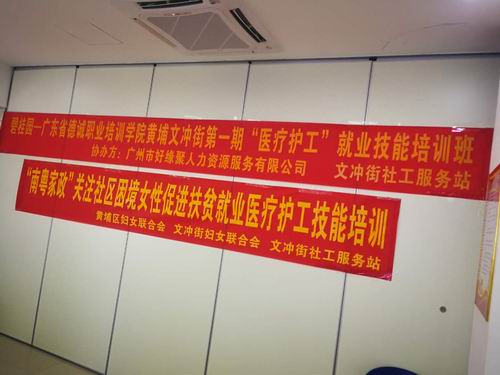 碧桂园—广东省德诚职业培训学院黄埔文冲街第一期“医疗护工”就业技能培训班
协办方：广州市好缘聚人力资源服务有限公司 文冲街社工服务站
“南粤家政”关注社区困境女性促进扶贫就业医疗护工技能培训
黄埔区妇女联合会 文冲街妇女联合会 文冲街社工服务站